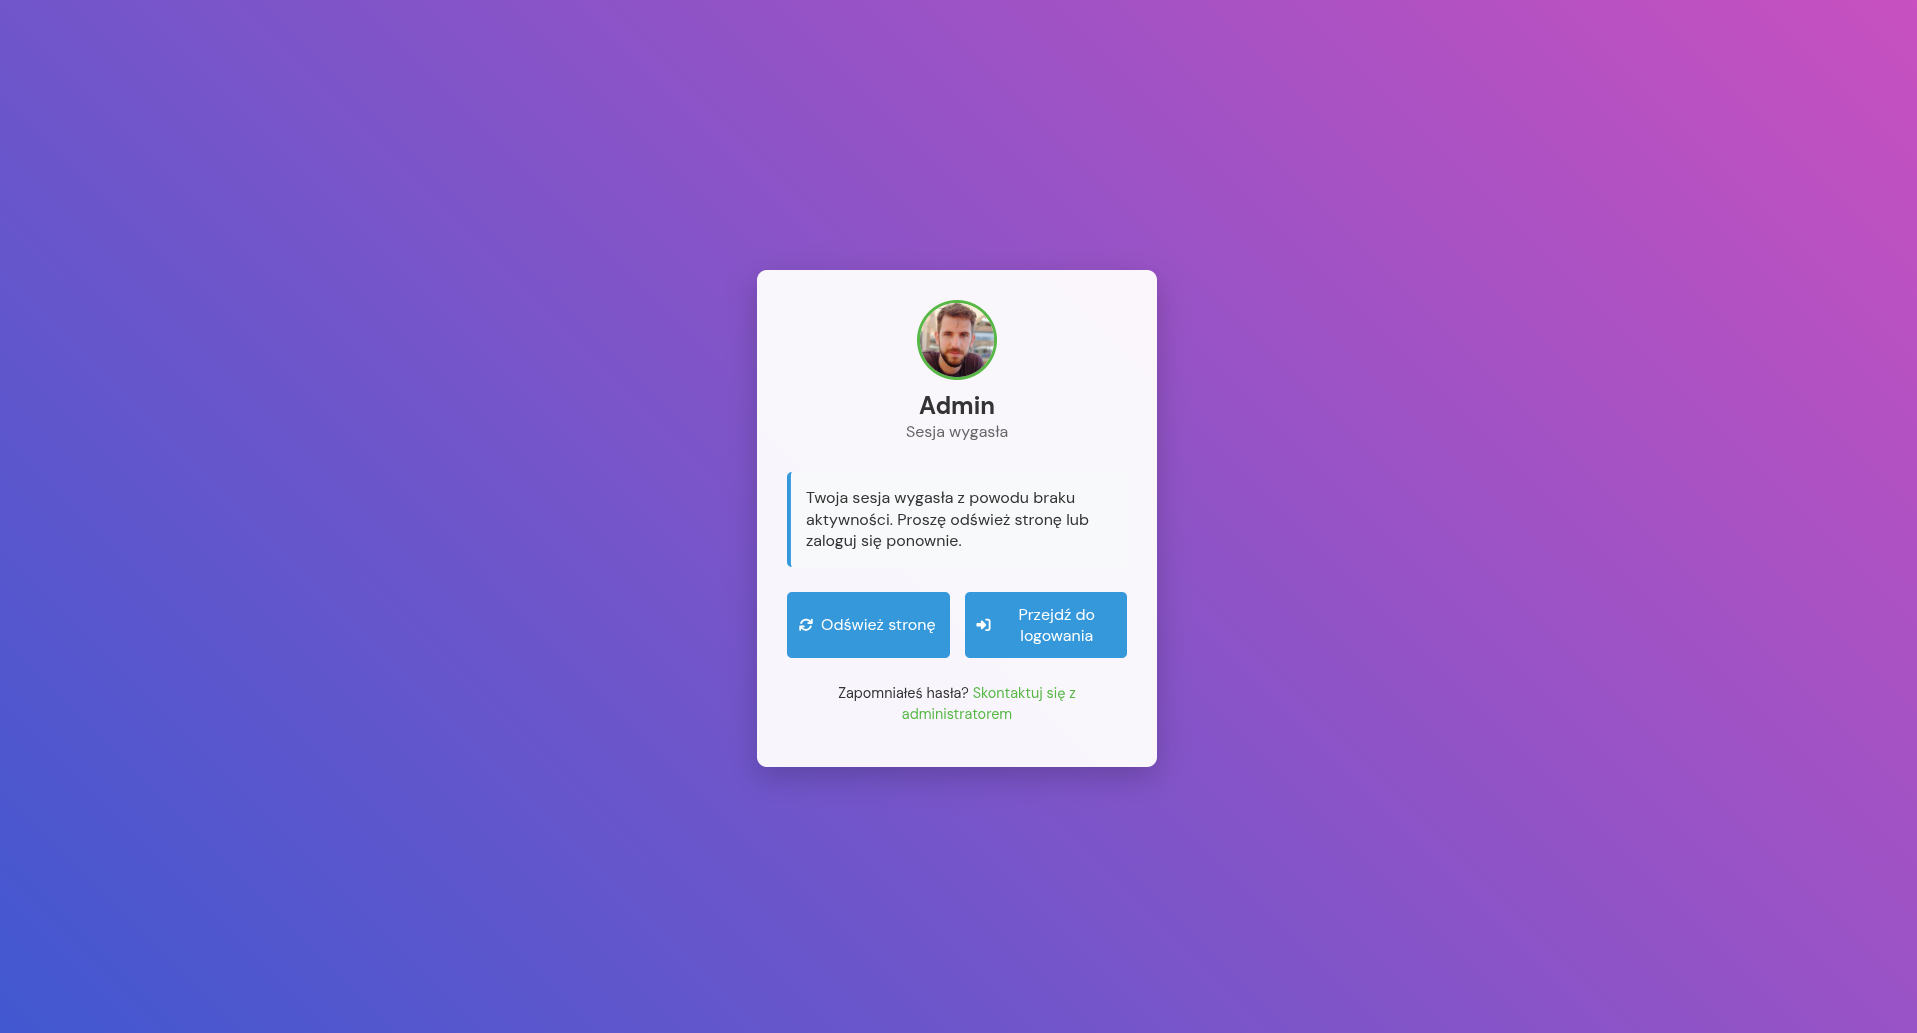 Admin
Sesja wygasła
Twoja sesja wygasła z powodu braku
aktywności. Proszę odśwież stronę lub
zaloguj się ponownie.
Odśwież stronę
Przejdź do
logowania
Zapomniałeś hasła? Skontaktuj się z
administratorem